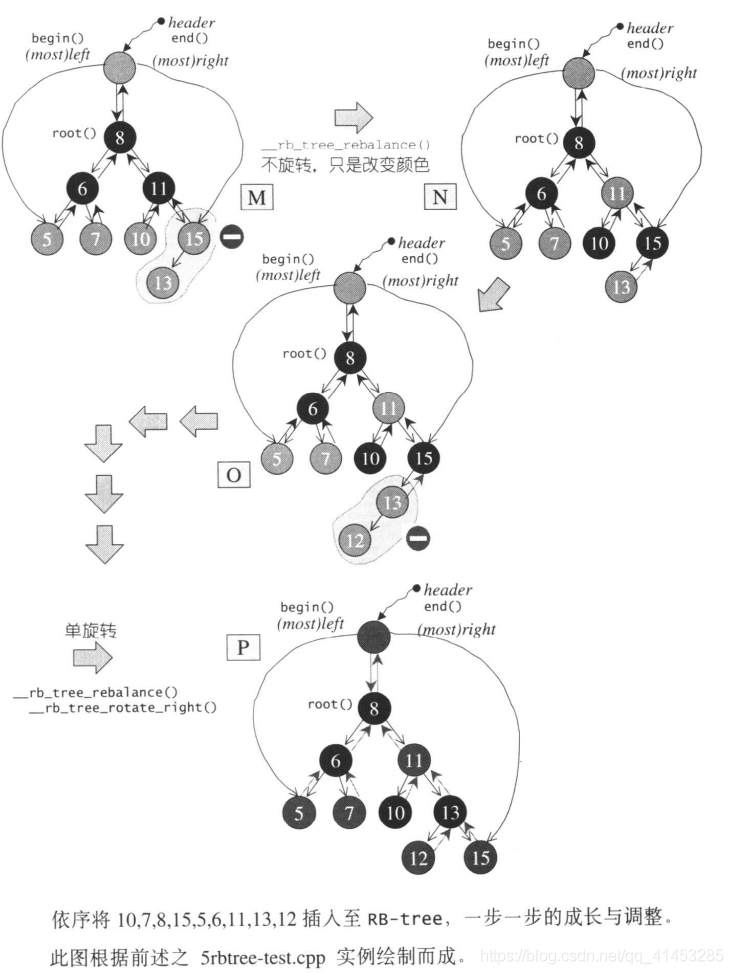 header
begin()
end()
(most)left
(most)right
root()
8
6
11
M
5
7
10
15
13
__rb_tree_rebalance()
不旋转，只是改变颜色
header
begin()
end()
(most)left
(most)right
root()
8
6
11
N
5
7
10
15
13
header
begin()
end()
(most)left
(most)right
root()
8
6
11
O
5
7
10
15
13
12
单旋转
__rb_tree_rebalance()
__rb_tree_rotate_right()
header
begin()
end()
(most)left
(most)right
P
root()
8
6
11
5
7
10
13
12
15
依序将 10,7,8,15,5,6,11,13,12 插入至 RB-tree，一步一步的成长与调整。
此图根据前述之 5rbtree-test.cpp 实例绘制而成。 https://blog.csdn.net/qq_41453285